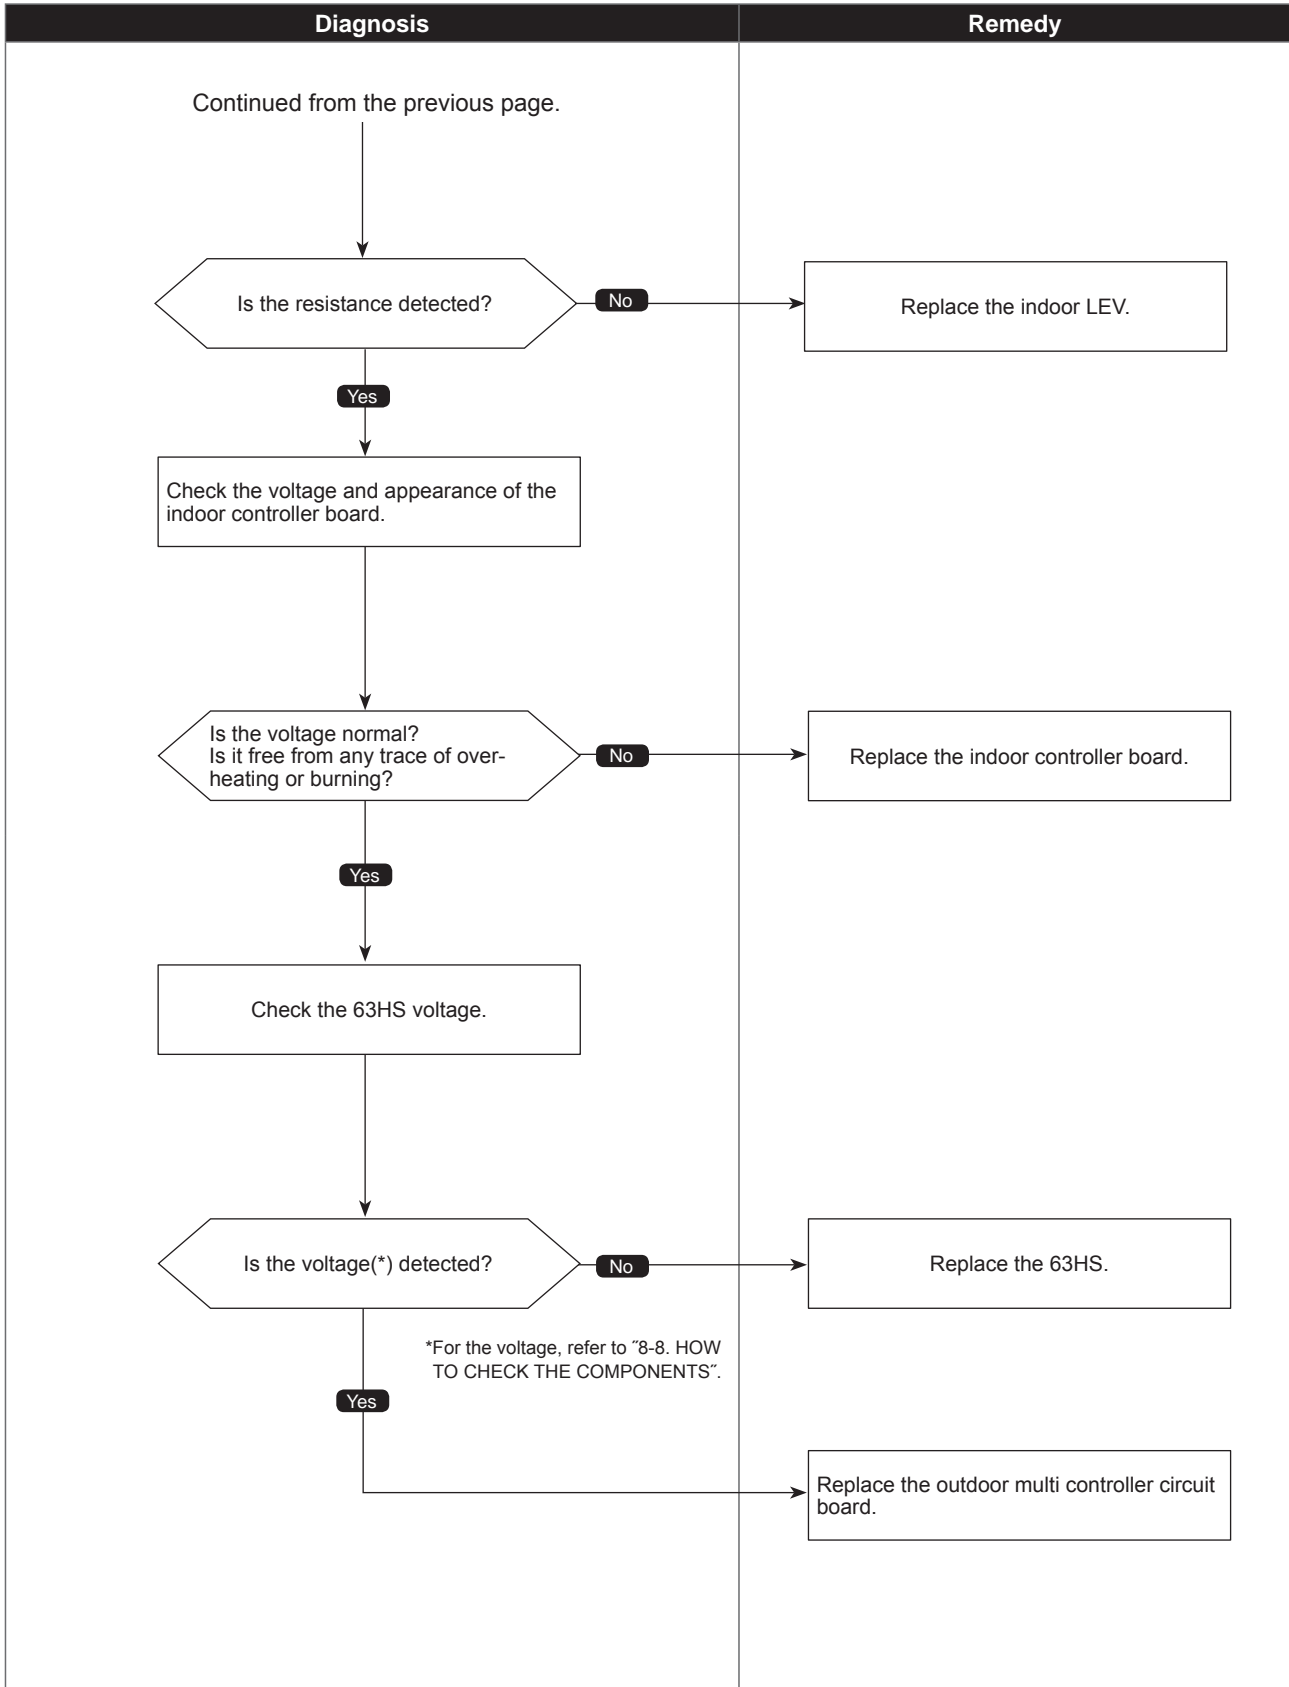 Diagnosis
Remedy
Continued from the previous page.
Is the resistance detected?
No
Replace the indoor LEV.
Yes
Check the voltage and appearance of the
indoor controller board.
Is the voltage normal?
Is it free from any trace of over-
heating or burning?
No
Replace the indoor controller board.
Yes
Check the 63HS voltage.
Is the voltage(*) detected?
No
Replace the 63HS.
*For the voltage, refer to ˝8-8. HOW
TO CHECK THE COMPONENTS˝.
Yes
Replace the outdoor multi controller circuit
board.